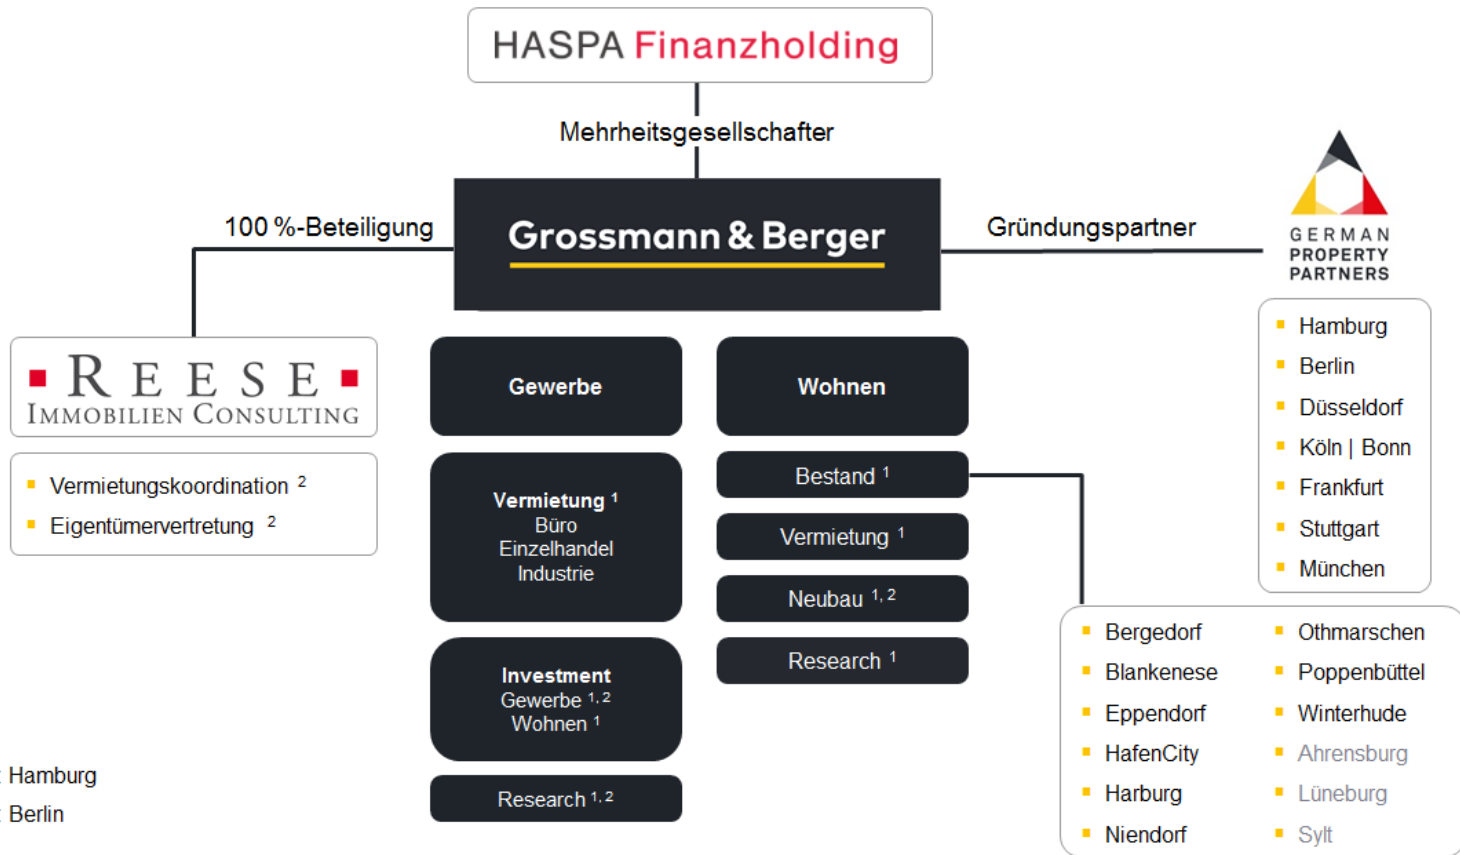 HASPA Finanzholding
Mehrheitsgesellschafter
100 %-Beteiligung
Grossmann & Berger
Gründungspartner
GERMAN
PROPERTY
PARTNERS
REESE
IMMOBILIEN CONSULTING
Vermietungskoordination ²
Eigentümervertretung ²
Gewerbe
Vermietung ¹
Büro
Einzelhandel
Industrie
Investment
Gewerbe ¹, ²
Wohnen ¹
Research ¹, ²
Wohnen
Bestand ¹
Vermietung ¹
Neubau ¹, ²
Research ¹
Hamburg
Berlin
Düsseldorf
Köln | Bonn
Frankfurt
Stuttgart
München
Bergedorf
Blankenese
Eppendorf
HafenCity
Harburg
Niendorf
Othmarschen
Poppenbüttel
Winterhude
Ahrensburg
Lüneburg
Sylt
: Hamburg
: Berlin